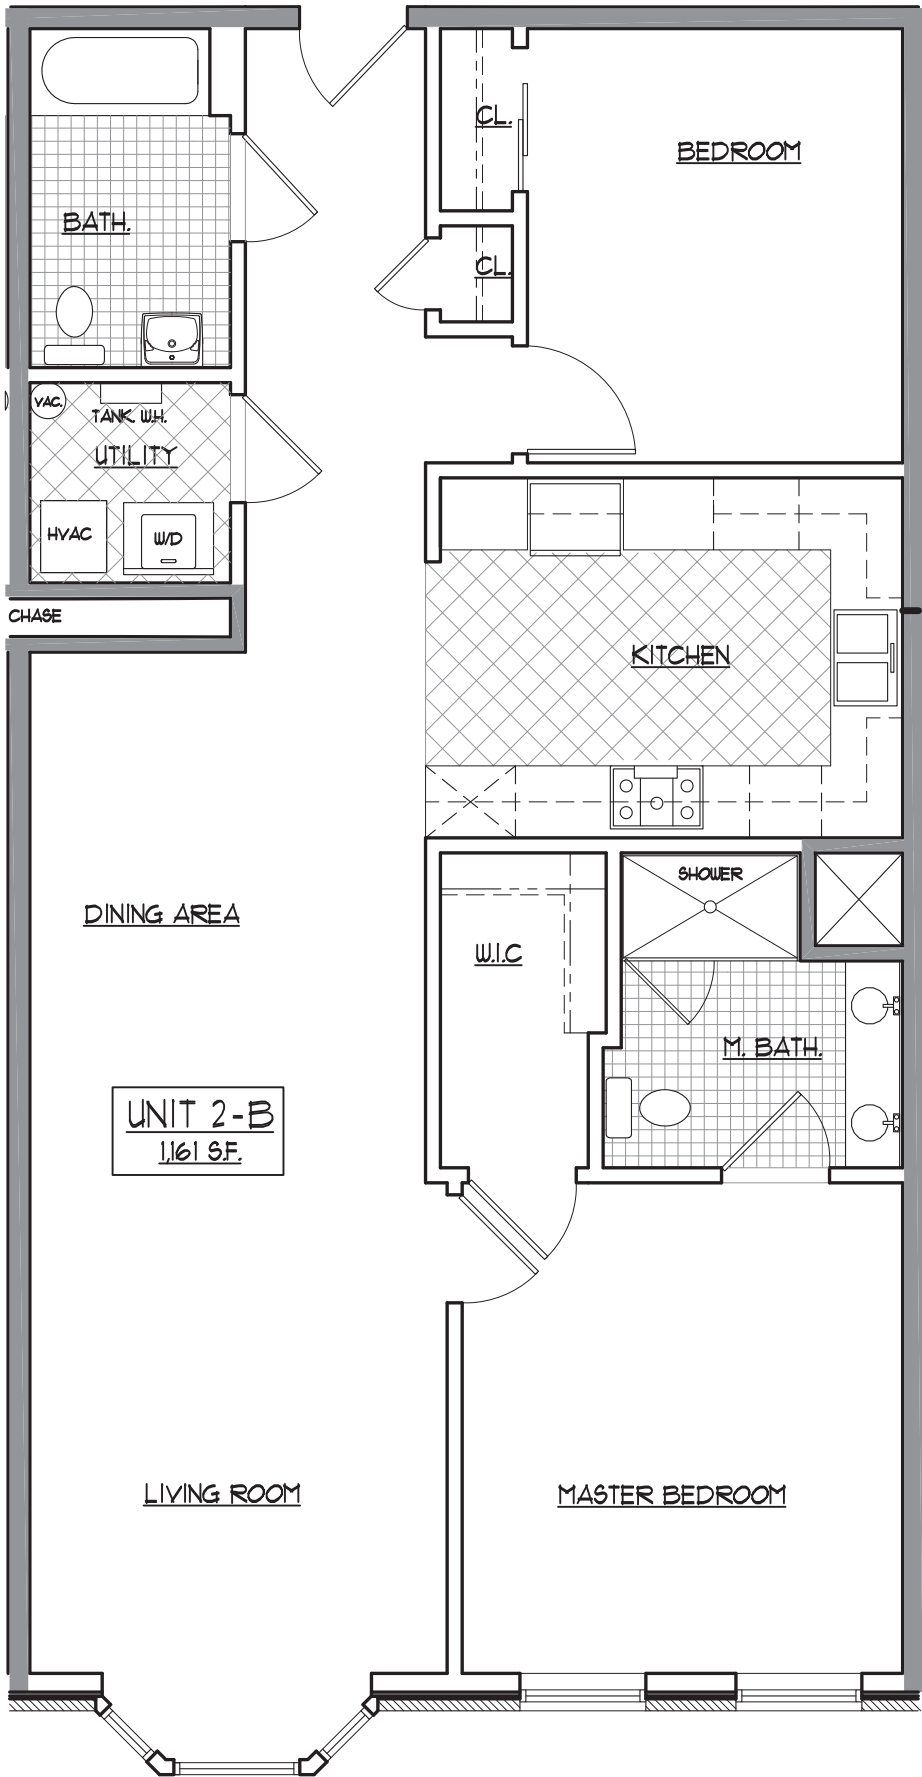 CL.
BEDROOM
BATH.
CL.
VAC.
TANK W.H.
UTILITY
HVAC
W/D
CHASE
KITCHEN
SHOWER
DINING AREA
W.I.C
M. BATH.
UNIT 2-B
1,161 S.F.
LIVING ROOM
MASTER BEDROOM